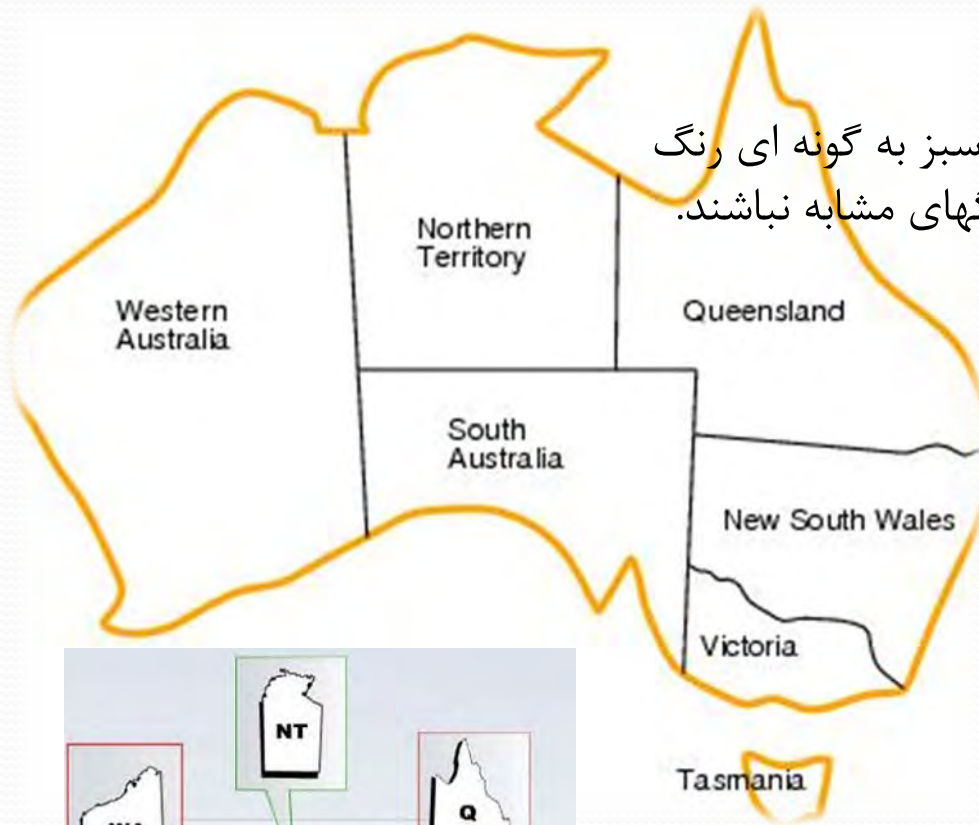 سبز به گونه ای رنگ
مشابه نباشند.
Northern
Territory
Western
Australia
Queensland
South
Australia
New South Wales
Victoria
Tasmania
NT
Q